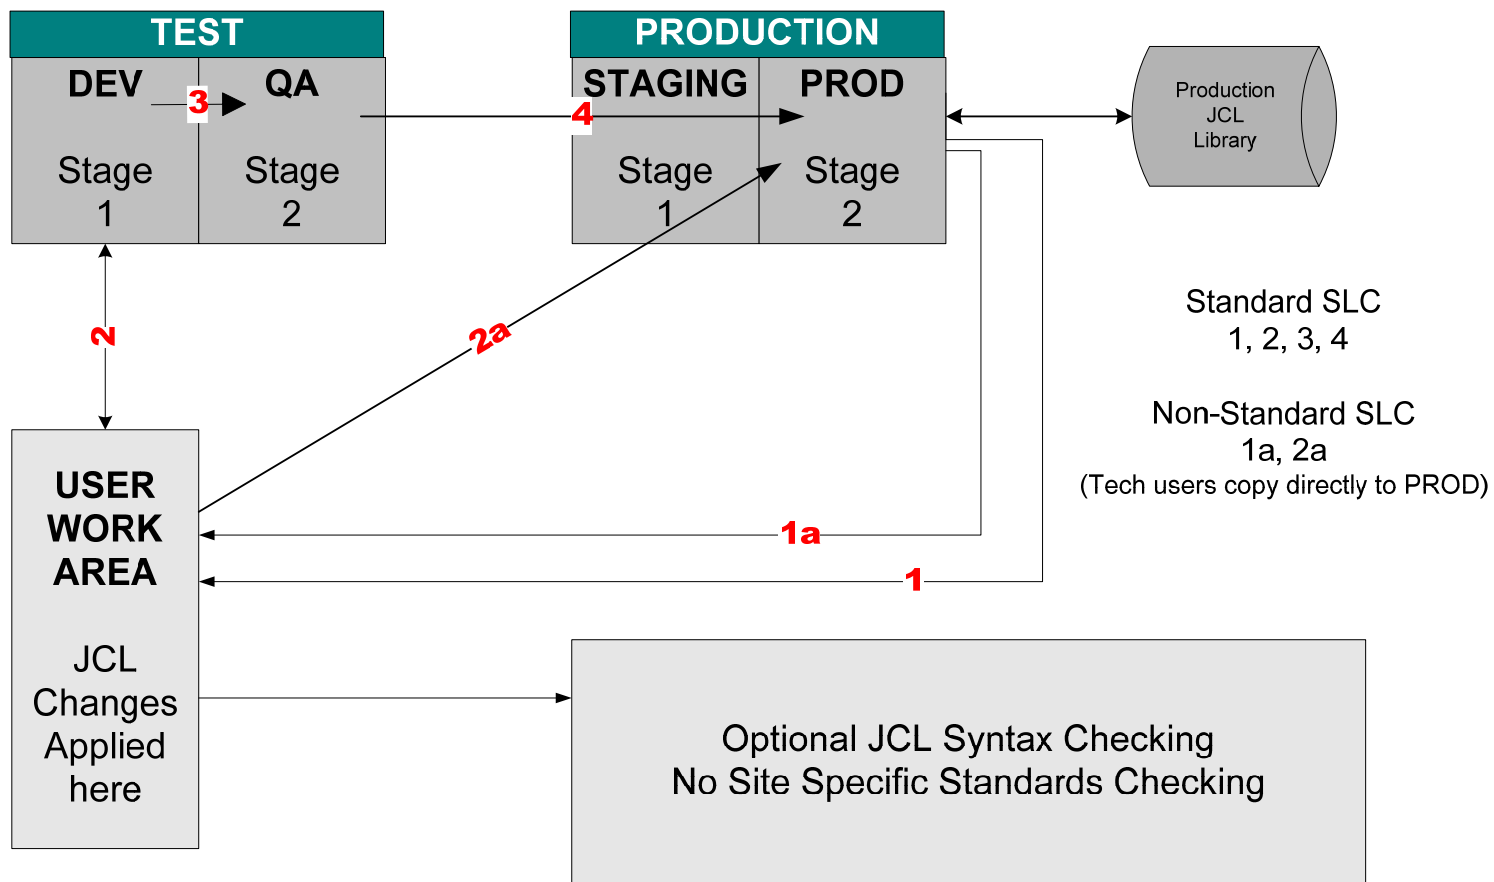 TEST
DEV
QA
3
Stage
1
Stage
2
PRODUCTION
STAGING
PROD
4
Stage
1
Stage
2
Production
JCL
Library
2
2a
Standard SLC
1, 2, 3, 4
Non-Standard SLC
1a, 2a
(Tech users copy directly to PROD)
USER
WORK
AREA
JCL
Changes
Applied
here
1a
1
Optional JCL Syntax Checking
No Site Specific Standards Checking